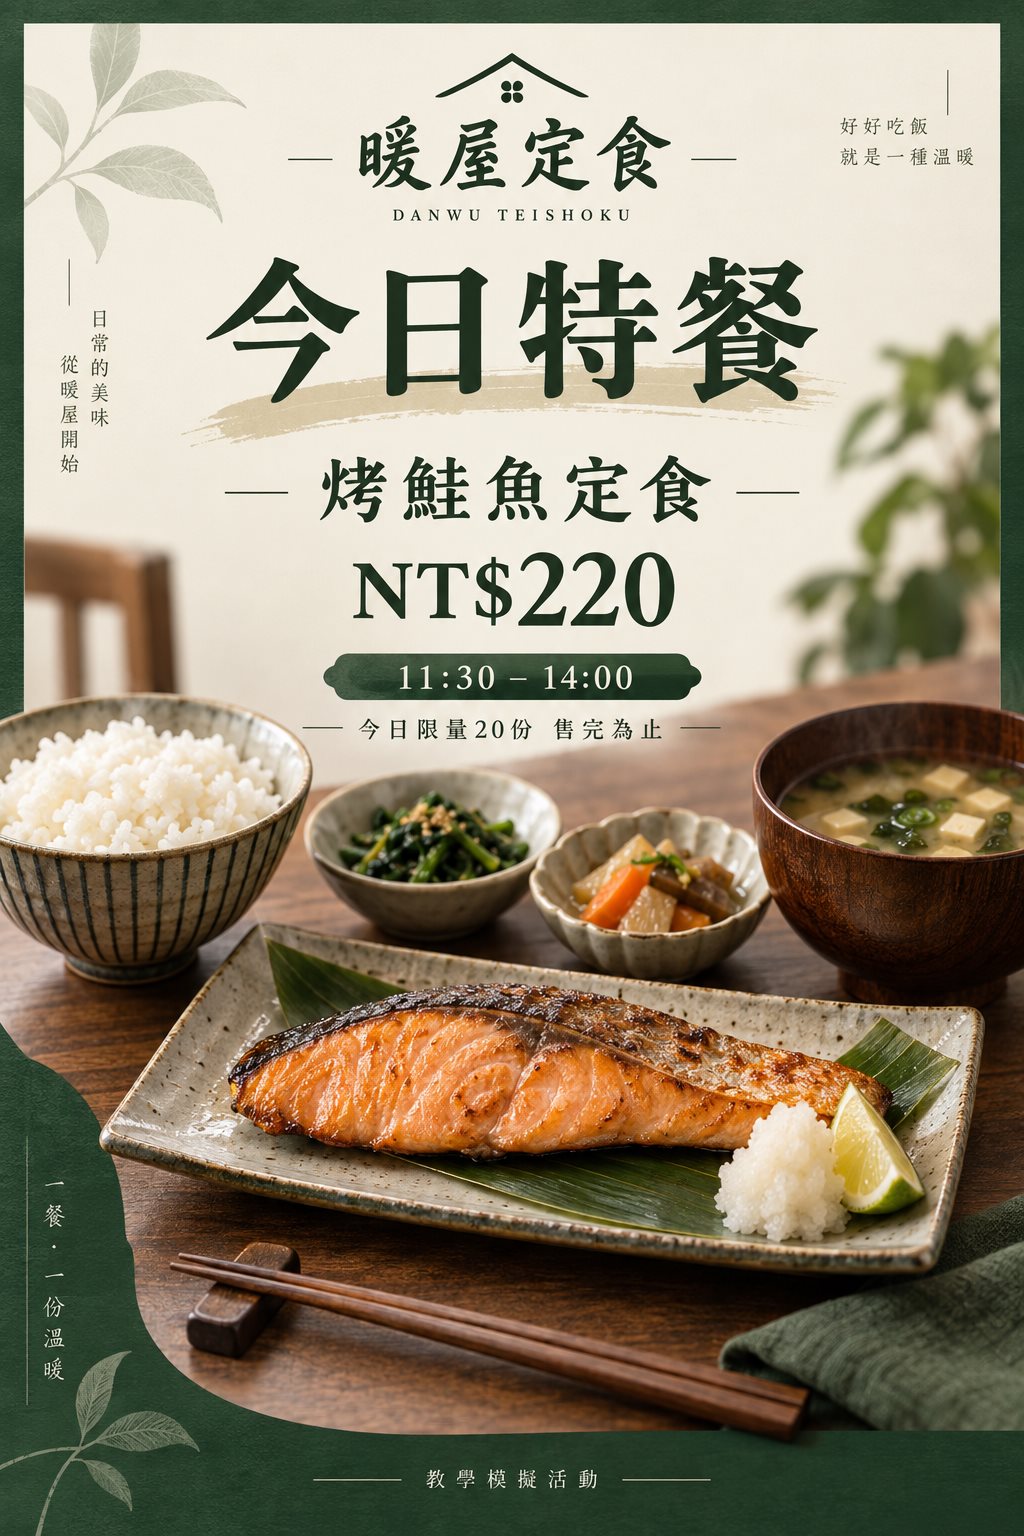 暖屋定食
DANWU TEISHOKU
好好吃飯
就是一種溫暖
今日特餐
日常的美味
從暖屋開始
烤鮭魚定食
NT$220
11:30 – 14:00
今日限量20份 售完為止
一餐·一份溫暖
教學模擬活動